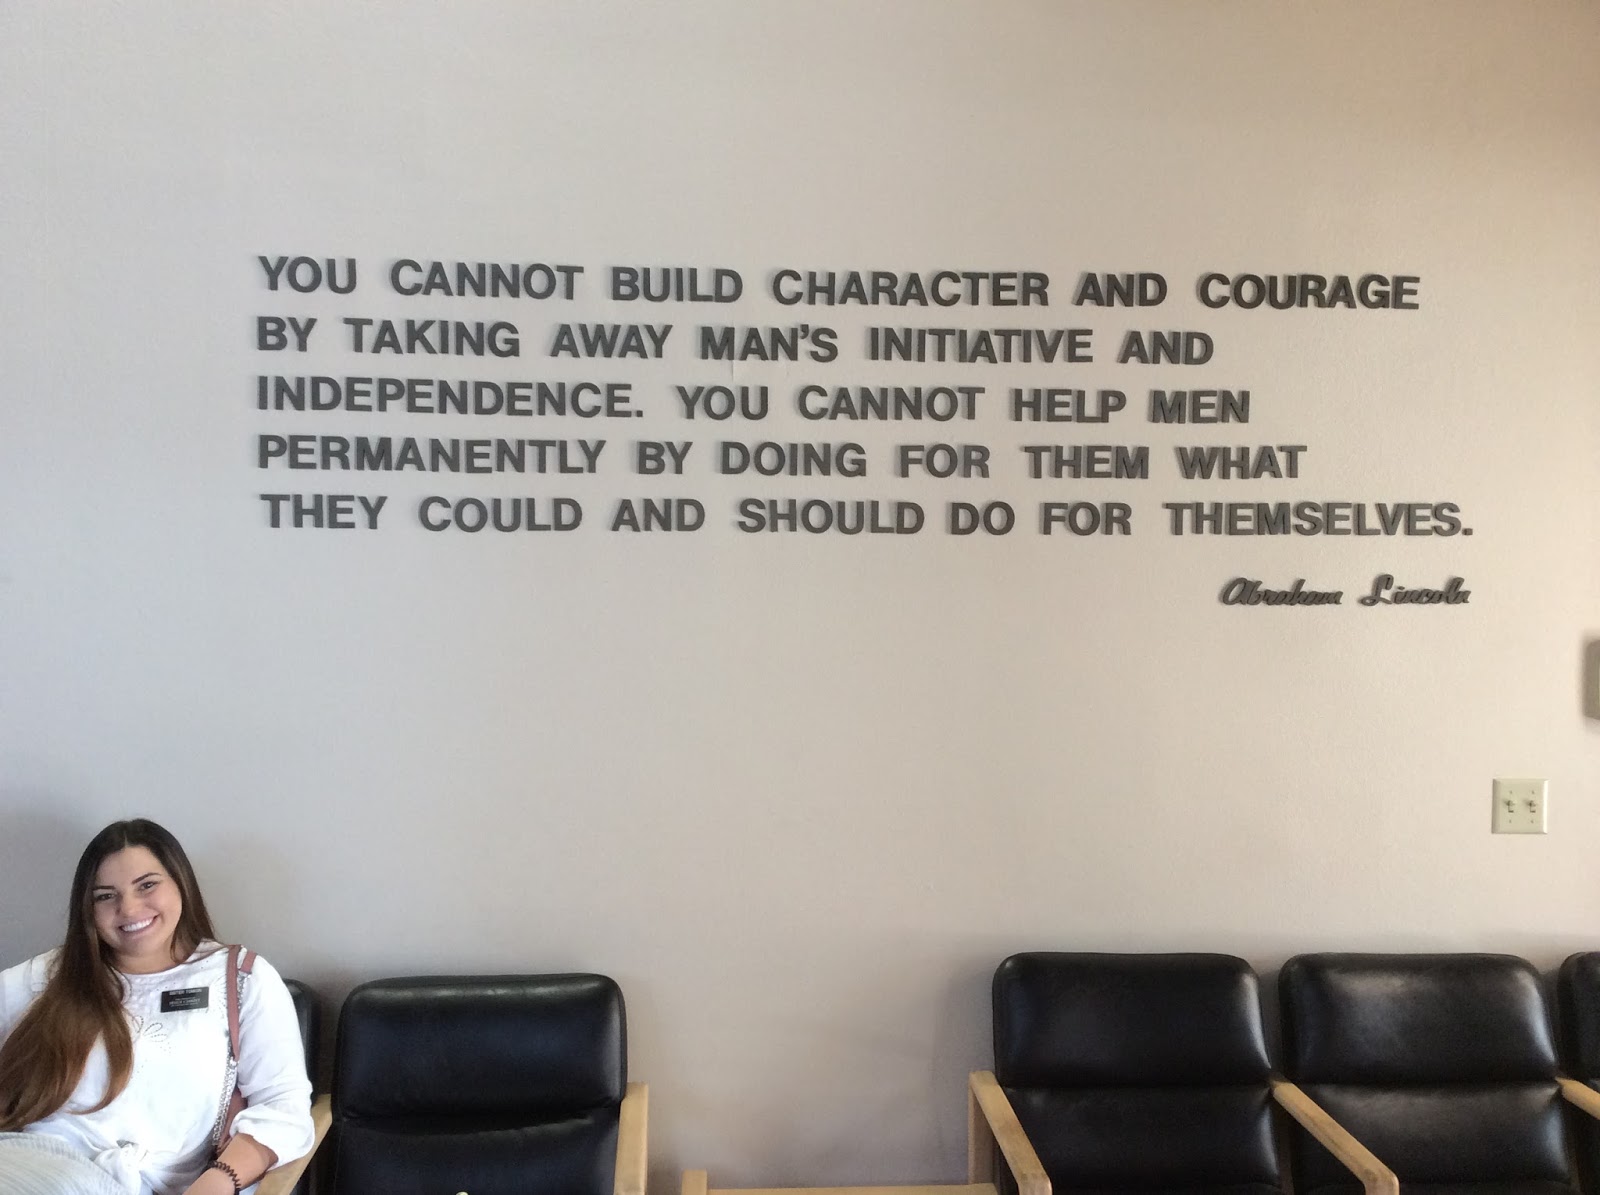 YOU CANNOT BUILD CHARACTER AND COURAGE
BY TAKING AWAY MAN'S INITIATIVE AND
INDEPENDENCE. YOU CANNOT HELP MEN
PERMANENTLY BY DOING FOR THEM WHAT
THEY COULD AND SHOULD DO FOR THEMSELVES.
Abraham Lincoln